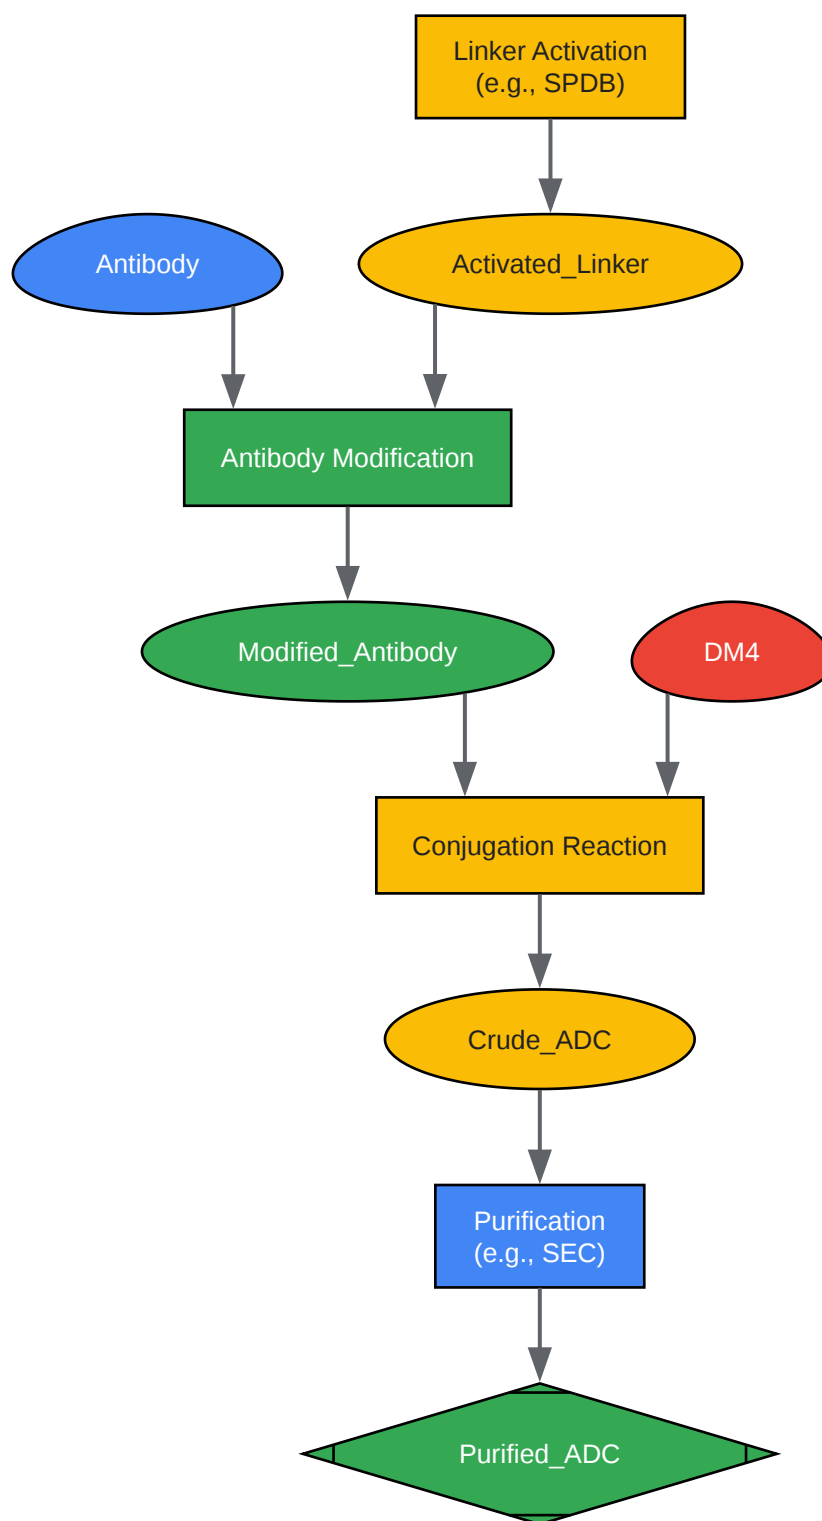 Linker Activation
(e.g., SPDB)
Antibody
Activated_Linker
Antibody Modification
Modified_Antibody
DM4
Conjugation Reaction
Crude_ADC
Purification
(e.g., SEC)
Purified_ADC